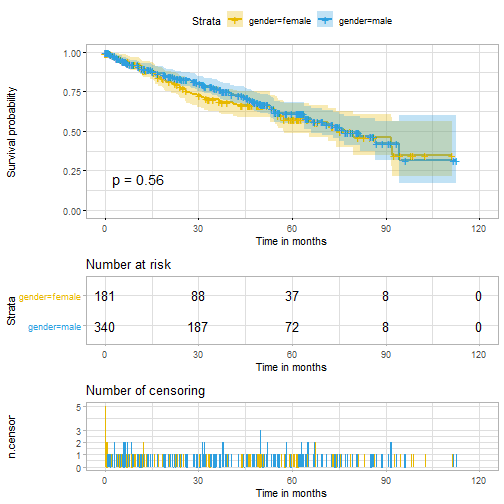 Strata gender=female gender=male
Survival probability
1.00
0.75
0.50
0.25
0.00
p = 0.56
0 30 60 90 120
Time in months
Number at risk
Strata
gender=female 181 88 37 8 0
gender=male 340 187 72 8 0
0 30 60 90 120
Time in months
Number of censoring
n.censor
5
3
2
1
0
0 30 60 90 120
Time in months